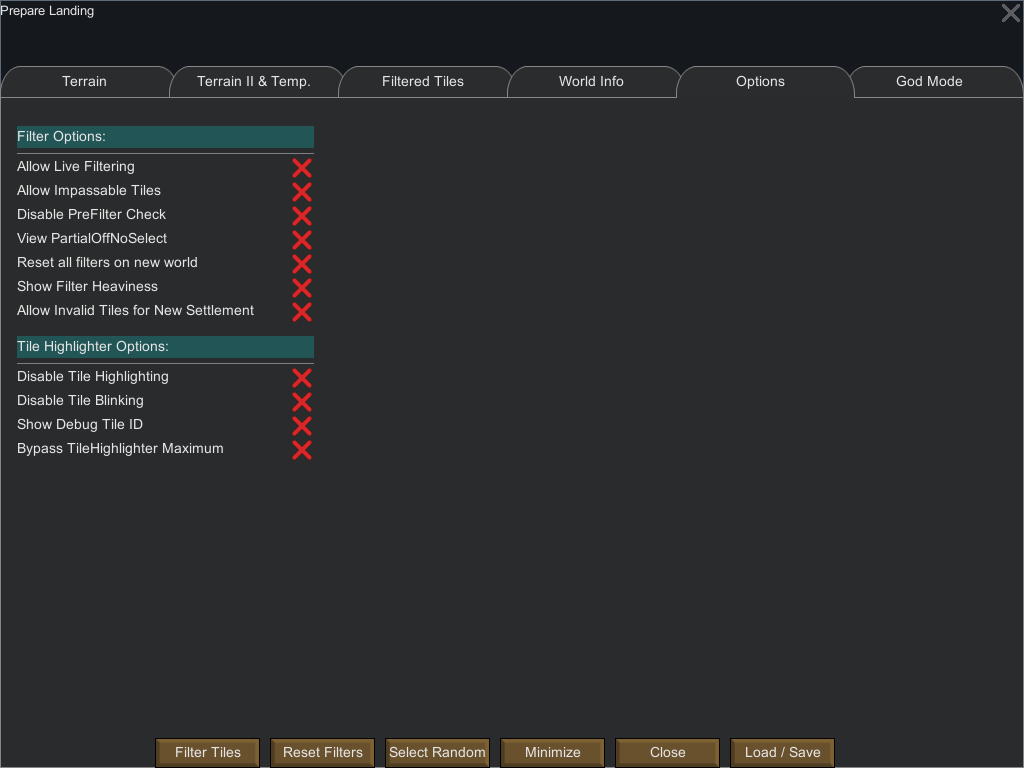 Prepare Landing
Terrain
Terrain II & Temp.
Filtered Tiles
World Info
Options
God Mode
Filter Options:
Allow Live Filtering
Allow Impassable Tiles
Disable PreFilter Check
View PartialOffNoSelect
Reset all filters on new world
Show Filter Heaviness
Allow Invalid Tiles for New Settlement
Tile Highlighter Options:
Disable Tile Highlighting
Disable Tile Blinking
Show Debug Tile ID
Bypass TileHighlighter Maximum
Filter Tiles
Reset Filters
Select Random
Minimize
Close
Load / Save